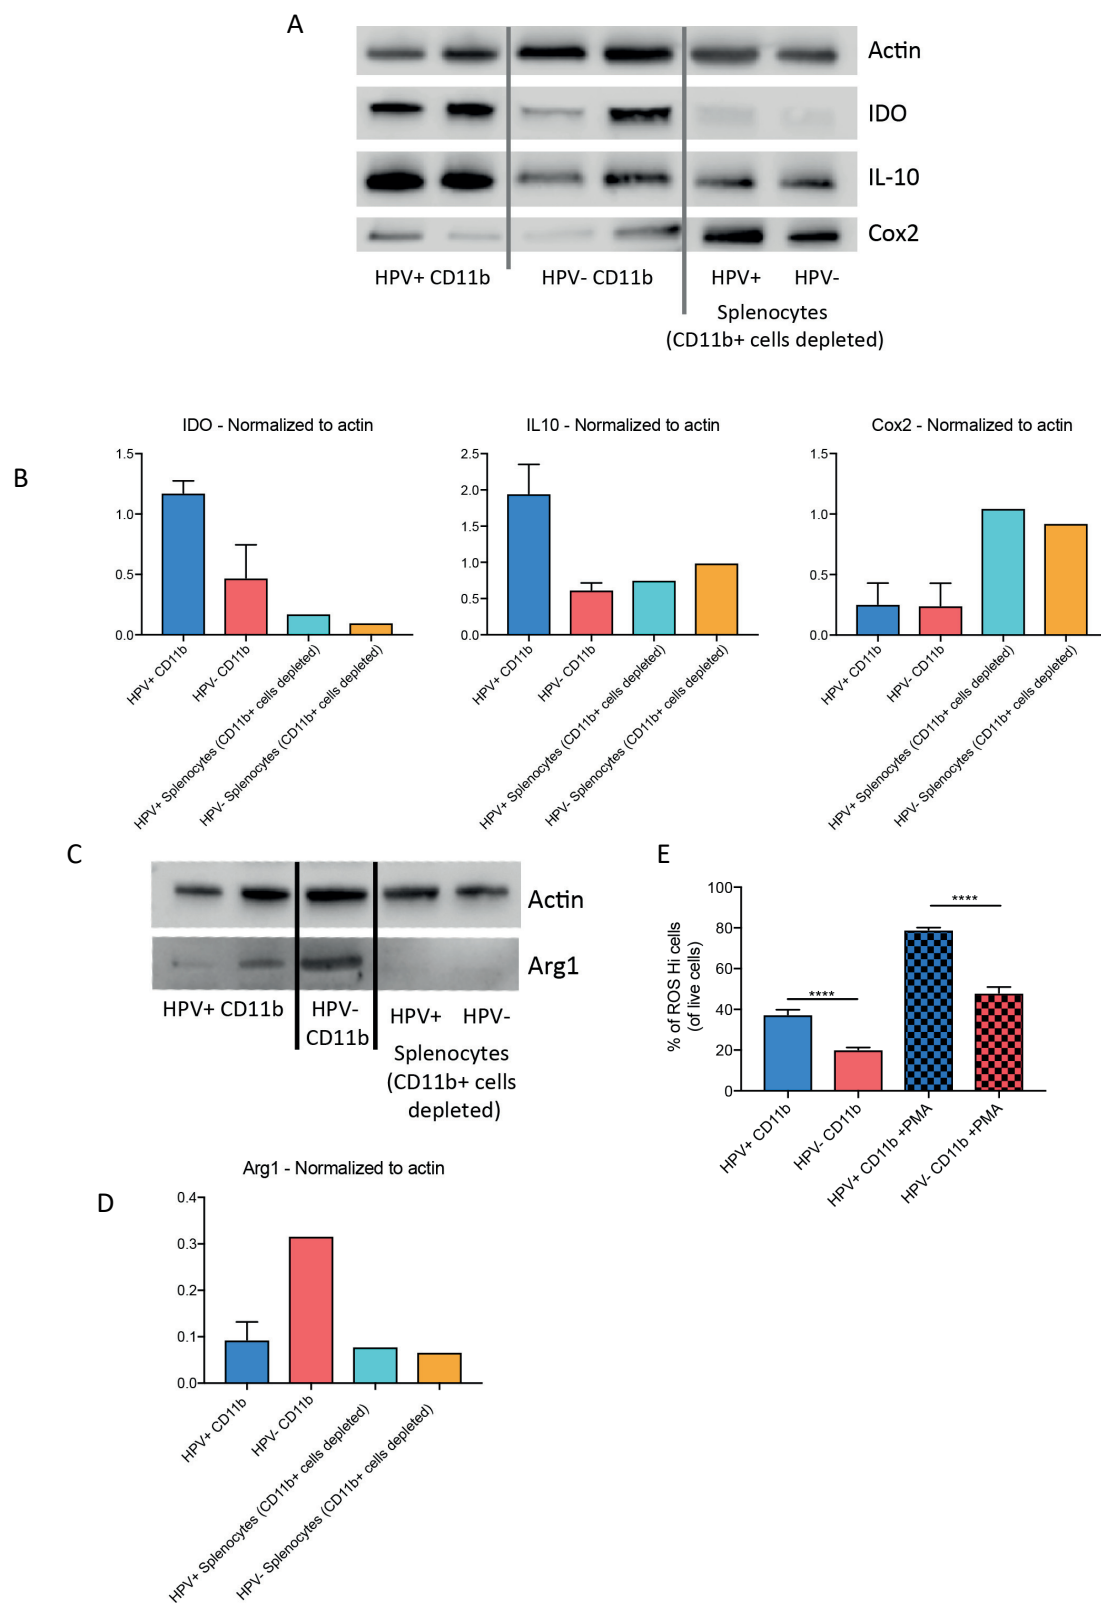 A
Actin
IDO
IL-10
Cox2
HPV+ CD11b
HPV- CD11b
HPV+
HPV-
Splenocytes
(CD11b+ cells depleted)
B
IDO - Normalized to actin
1.5
1.0
0.5
0.0
HPV+ CD11b
HPV- CD11b
HPV+ Splenocytes (CD11b+ cells depleted)
HPV- Splenocytes (CD11b+ cells depleted)
IL10 - Normalized to actin
2.5
2.0
1.5
1.0
0.5
0.0
HPV+ CD11b
HPV- CD11b
HPV+ Splenocytes (CD11b+ cells depleted)
HPV- Splenocytes (CD11b+ cells depleted)
Cox2 - Normalized to actin
1.5
1.0
0.5
0.0
HPV+ CD11b
HPV- CD11b
HPV+ Splenocytes (CD11b+ cells depleted)
HPV- Splenocytes (CD11b+ cells depleted)
C
Actin
Arg1
HPV+ CD11b
HPV-
CD11b
HPV+
HPV-
Splenocytes
(CD11b+ cells
depleted)
E
% of ROS Hi cells
(of live cells)
100
80
60
40
20
0
****
****
HPV+ CD11b
HPV- CD11b
HPV+ CD11b +PMA
HPV- CD11b +PMA
D
Arg1 - Normalized to actin
0.4
0.3
0.2
0.1
0.0
HPV+ CD11b
HPV- CD11b
HPV+ Splenocytes (CD11b+ cells depleted)
HPV- Splenocytes (CD11b+ cells depleted)